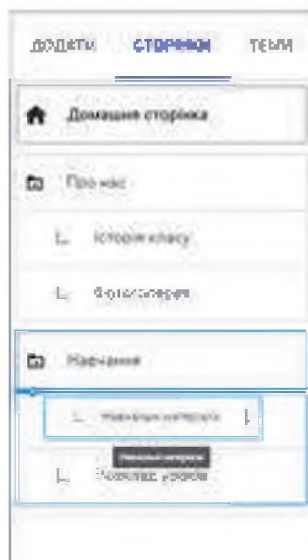 ДОДАТИ СТОРІНКИ ТЕМИ
Домашня сторінка
Про нас
Історія класу
Фотогалерея
Навчання
Навчальні матеріали
Розклад уроків